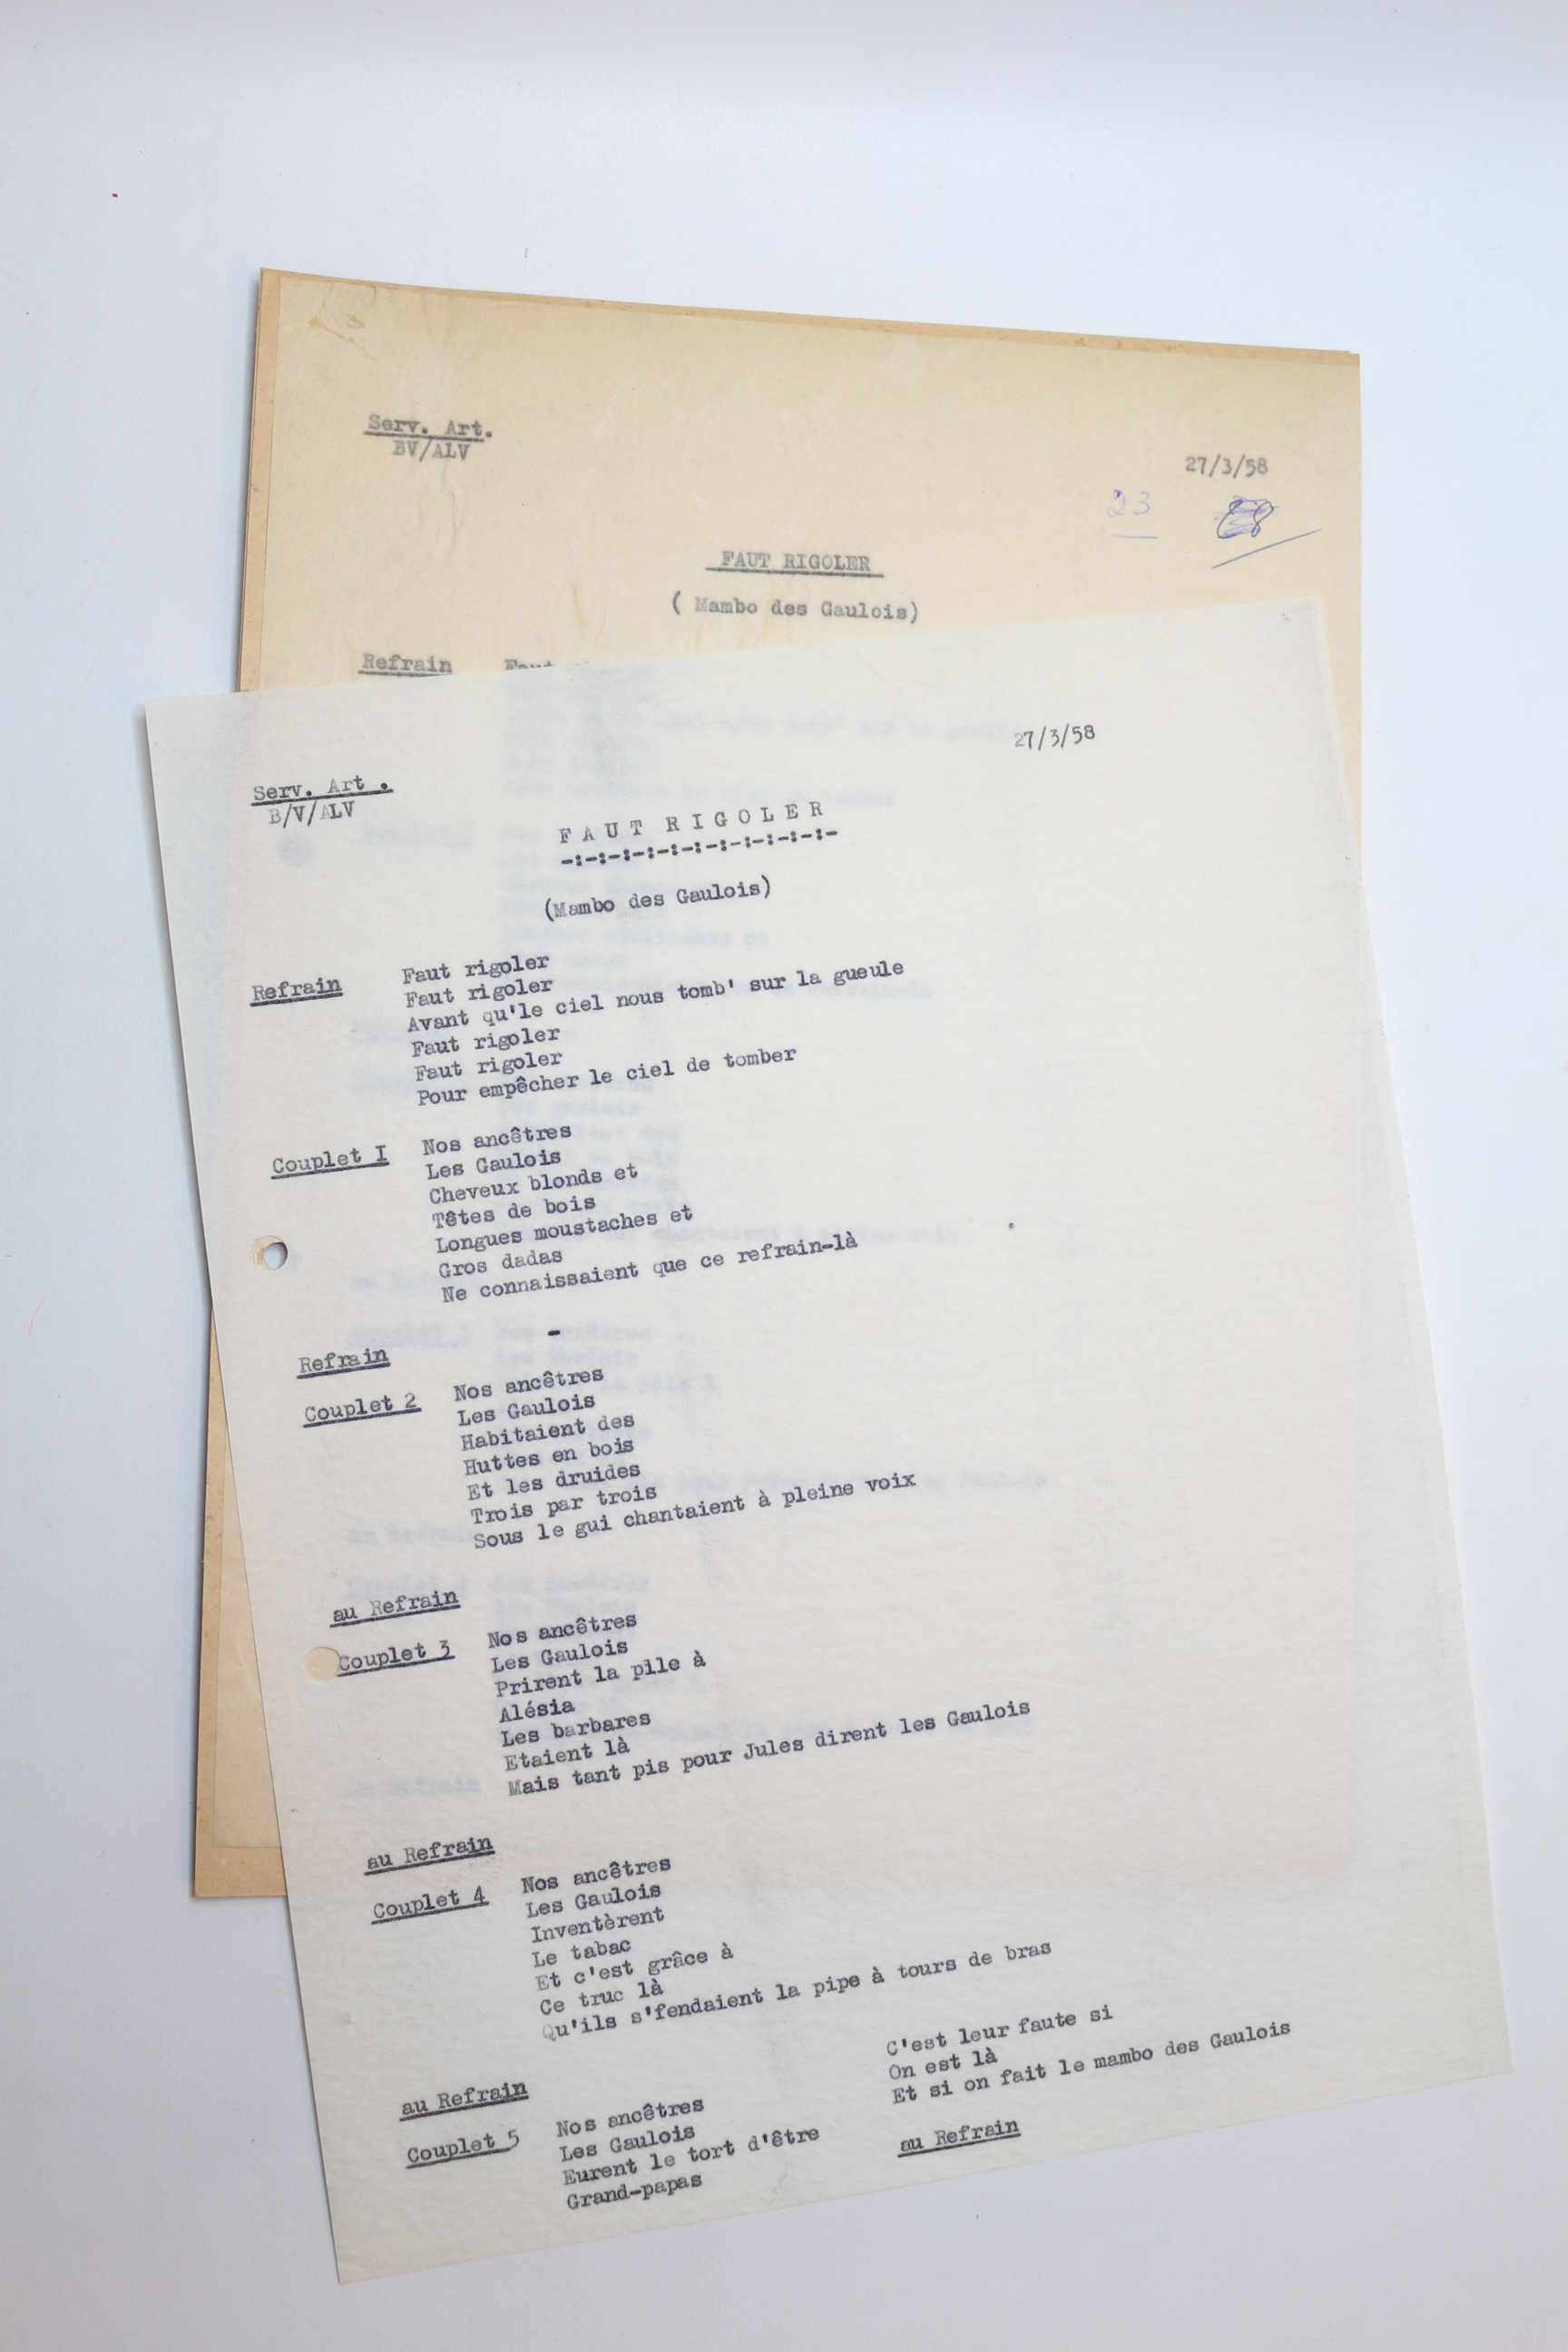 Serv. Art.
BV/ALV
27/3/58
23
FAUT RIGOLER
( Mambo des Gaulois)
Refrain Faut
27/3/58
Serv. Art .
B/V/ALV
F A U T R I G O L E R
-:-:-:-:-:-:-:-:-:-:-:-:-
(Mambo des Gaulois)
Refrain
Faut rigoler
Faut rigoler
Avant qu'le ciel nous tomb' sur la gueule
Faut rigoler
Faut rigoler
Pour empêcher le ciel de tomber
Couplet I
Nos ancêtres
Les Gaulois
Cheveux blonds et
Têtes de bois
Longues moustaches et
Gros dadas
Ne connaissaient que ce refrain-là
-
Refrain
Couplet 2
Nos ancêtres
Les Gaulois
Habitaient des
Huttes en bois
Et les druides
Trois par trois
Sous le gui chantaient à pleine voix
au Refrain
Couplet 3
Nos ancêtres
Les Gaulois
Prirent la pile à
Alésia
Les barbares
Etaient là
Mais tant pis pour Jules dirent les Gaulois
au Refrain
Couplet 4
Nos ancêtres
Les Gaulois
Inventèrent
Le tabac
Et c'est grâce à
Ce truc là
Qu'ils s'fendaient la pipe à tours de bras
au Refrain
Couplet 5
Nos ancêtres
Les Gaulois
Eurent le tort d'être
Grand-papas
C'est leur faute si
On est là
Et si on fait le mambo des Gaulois
au Refrain